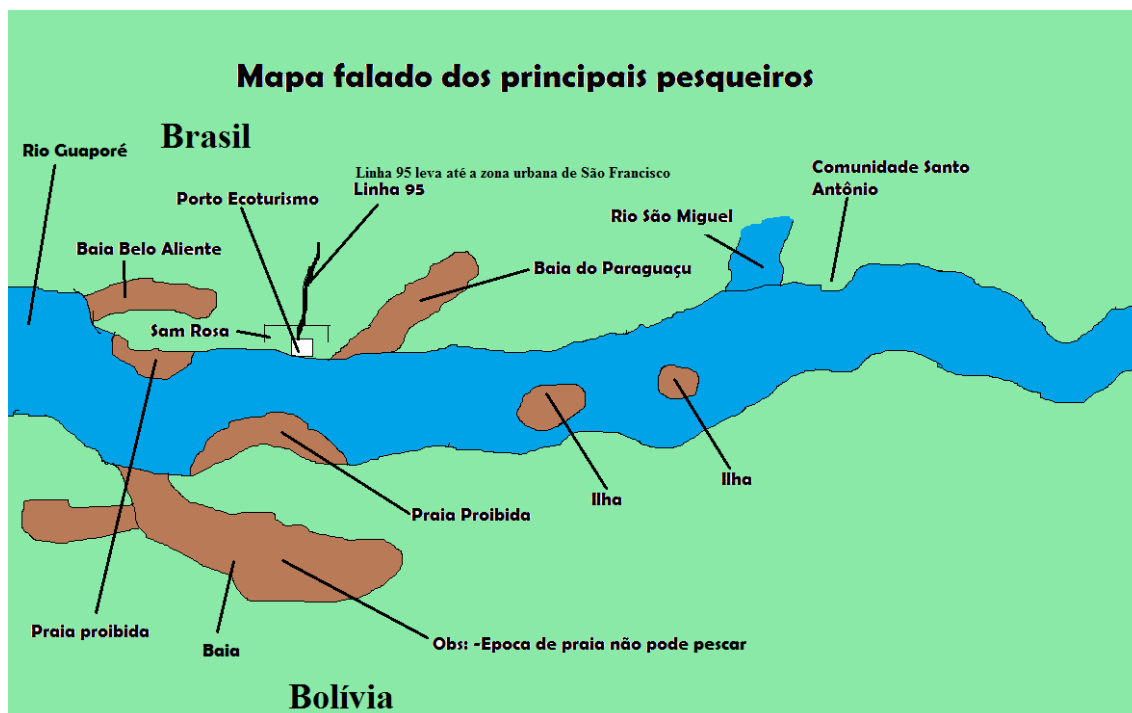 Mapa falado dos principais pesqueiros
Brasil
Rio Guaporé
Linha 95 leva até a zona urbana de São Francisco
Linha 95
Porto Ecoturismo
Comunidade Santo
Antônio
Rio São Miguel
Baia Belo Aliente
Baia do Paraguaçu
Sam Rosa
Ilha
Ilha
Praia Proibida
Praia proibida
Baia
Obs: -Epoca de praia não pode pescar
Bolívia